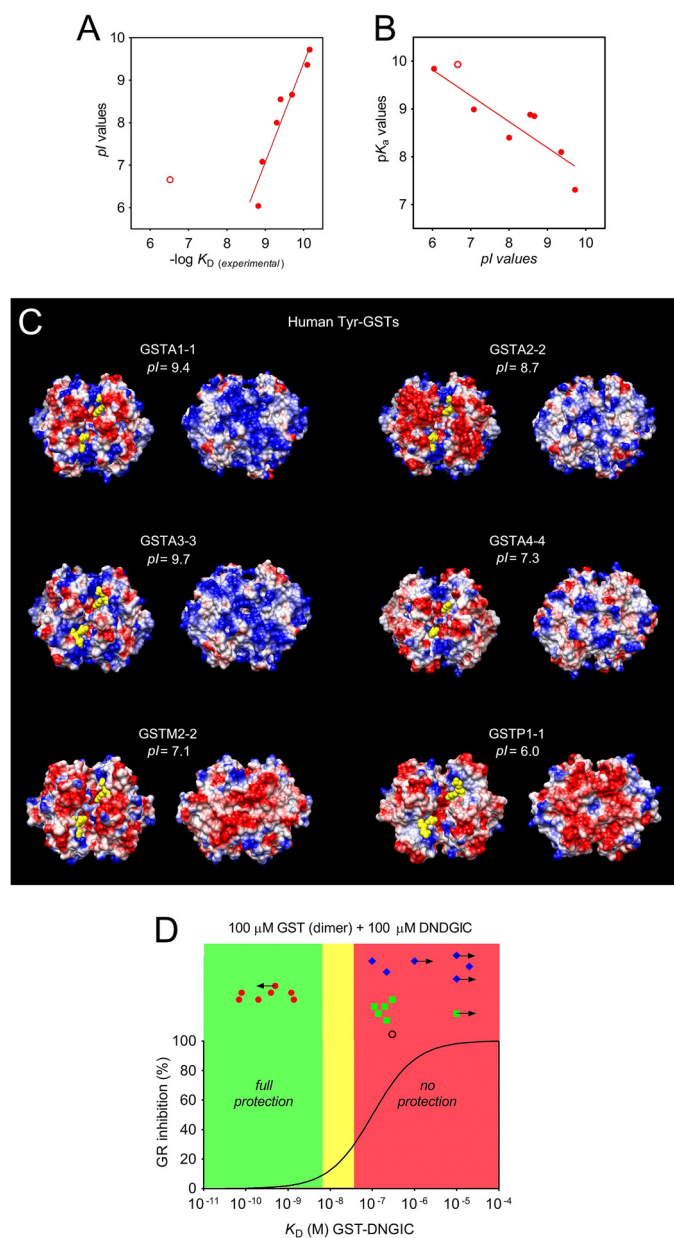 A
B
10
9
8
7
6
pI values
6 7 8 9 10
-log KD (experimental)
10
9
8
7
pKa values
6 7 8 9 10
pI values
C
Human Tyr-GSTs
GSTA1-1
pI= 9.4
GSTA2-2
pI= 8.7
GSTA3-3
pI= 9.7
GSTA4-4
pI= 7.3
GSTM2-2
pI= 7.1
GSTP1-1
pI= 6.0
D
100 µM GST (dimer) + 100 µM DNDGIC
100
80
60
40
20
0
GR inhibition (%)
full
protection
no
protection
10-11 10-10 10-9 10-8 10-7 10-6 10-5 10-4
KD (M) GST-DNGIC